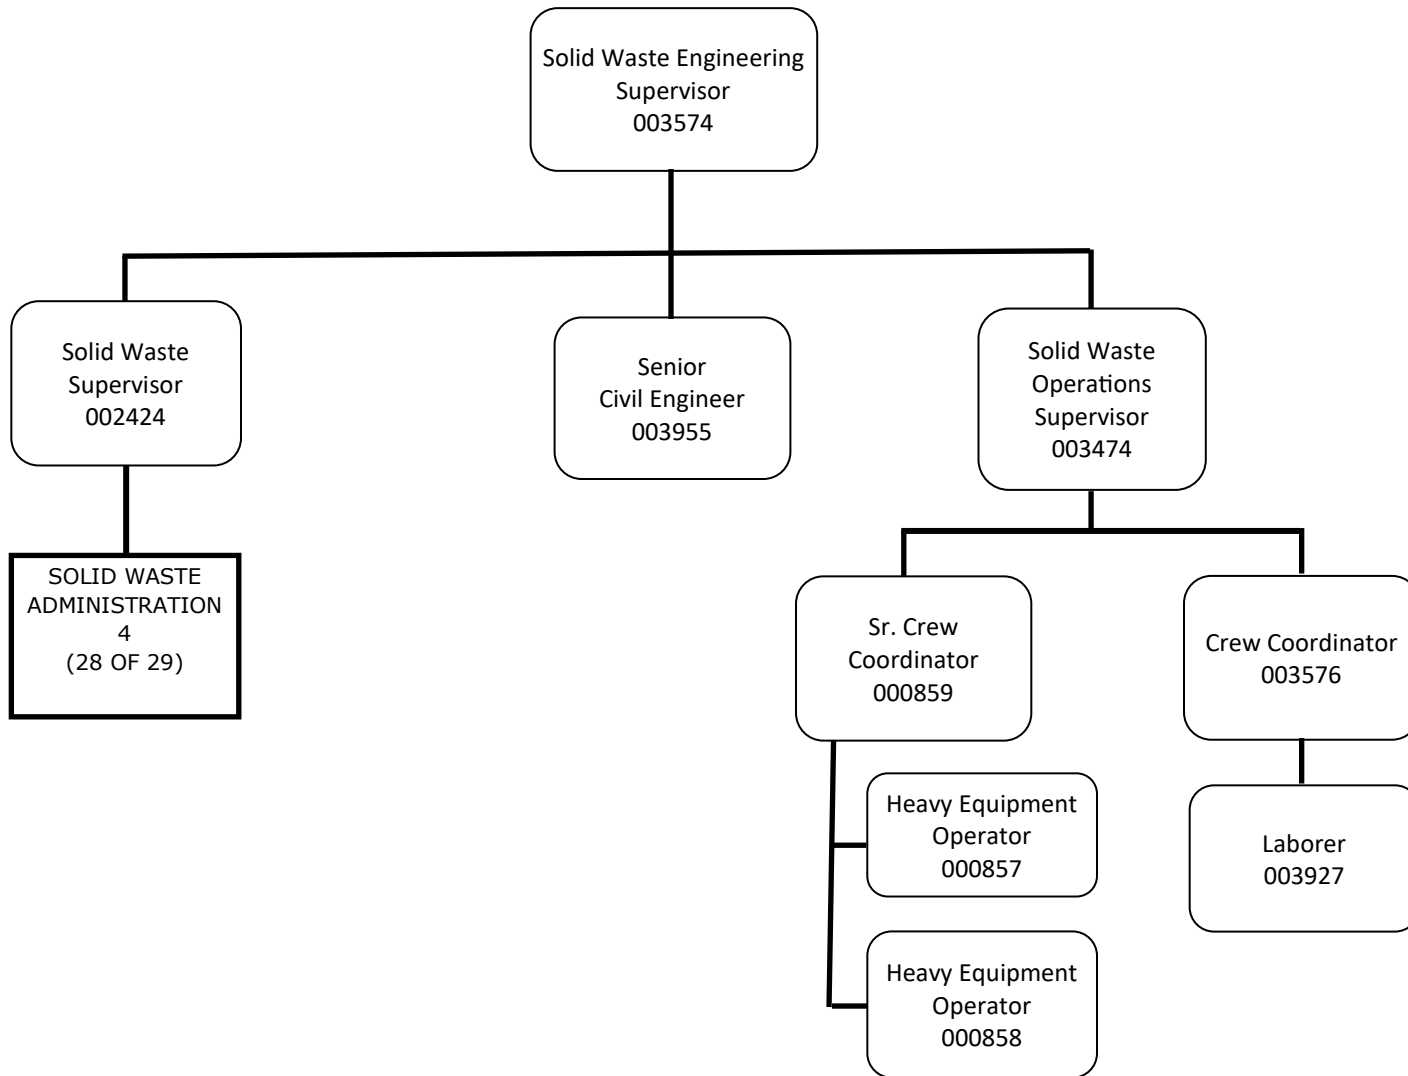 Solid Waste Engineering
Supervisor
003574
Solid Waste
Supervisor
002424
Senior
Civil Engineer
003955
Solid Waste
Operations
Supervisor
003474
SOLID WASTE
ADMINISTRATION
4
(28 OF 29)
Sr. Crew
Coordinator
000859
Crew Coordinator
003576
Heavy Equipment
Operator
000857
Laborer
003927
Heavy Equipment
Operator
000858